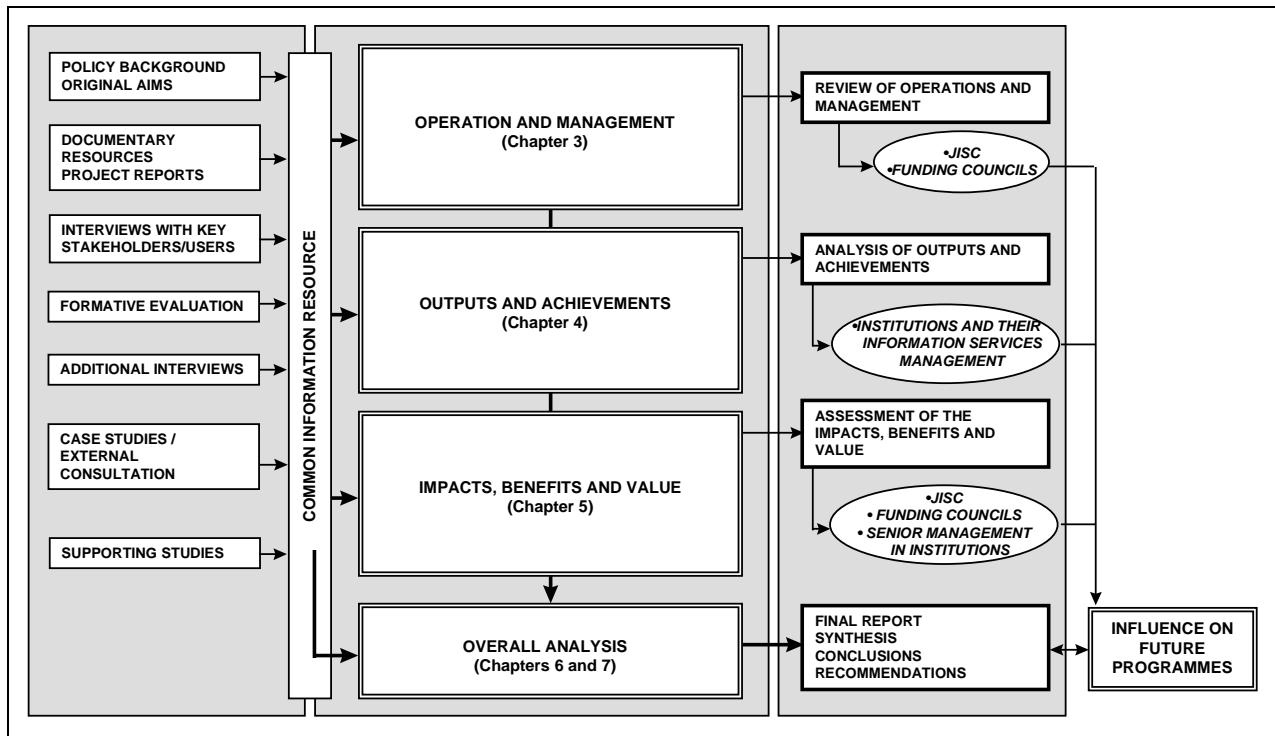 POLICY BACKGROUND
ORIGINAL AIMS
DOCUMENTARY
RESOURCES
PROJECT REPORTS
INTERVIEWS WITH KEY
STAKEHOLDERS/USERS
FORMATIVE EVALUATION
ADDITIONAL INTERVIEWS
CASE STUDIES /
EXTERNAL
CONSULTATION
SUPPORTING STUDIES
COMMON INFORMATION RESOURCE
OPERATION AND MANAGEMENT
(Chapter 3)
OUTPUTS AND ACHIEVEMENTS
(Chapter 4)
IMPACTS, BENEFITS AND VALUE
(Chapter 5)
OVERALL ANALYSIS
(Chapters 6 and 7)
REVIEW OF OPERATIONS AND
MANAGEMENT
•JISC
•FUNDING COUNCILS
ANALYSIS OF OUTPUTS AND
ACHIEVEMENTS
•INSTITUTIONS AND THEIR
INFORMATION SERVICES
MANAGEMENT
ASSESSMENT OF THE
IMPACTS, BENEFITS AND
VALUE
•JISC
• FUNDING COUNCILS
• SENIOR MANAGEMENT
IN INSTITUTIONS
FINAL REPORT
SYNTHESIS
CONCLUSIONS
RECOMMENDATIONS
INFLUENCE ON
FUTURE
PROGRAMMES